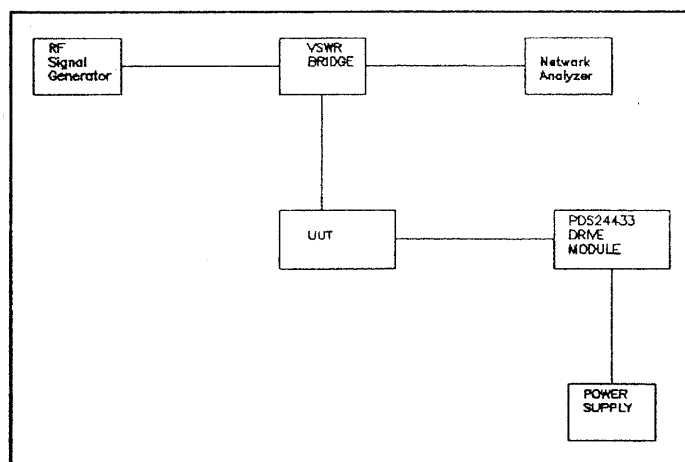 RF
Signal
Generator
VSWR
BRIDGE
Network
Analyzer
UUT
PDS24433
DRIVE
MODULE
POWER
SUPPLY